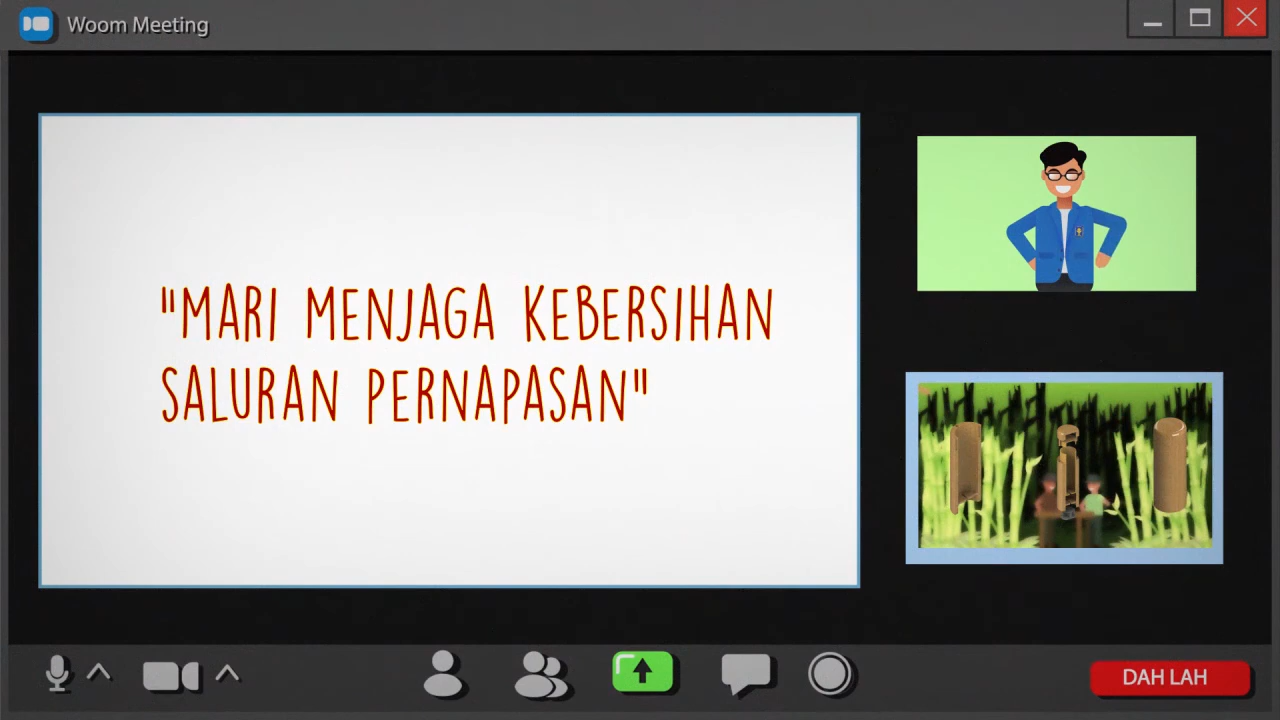 Woom Meeting
"MARI MENJAGA KEBERSIHAN
SALURAN PERNAPASAN"
DAH LAH